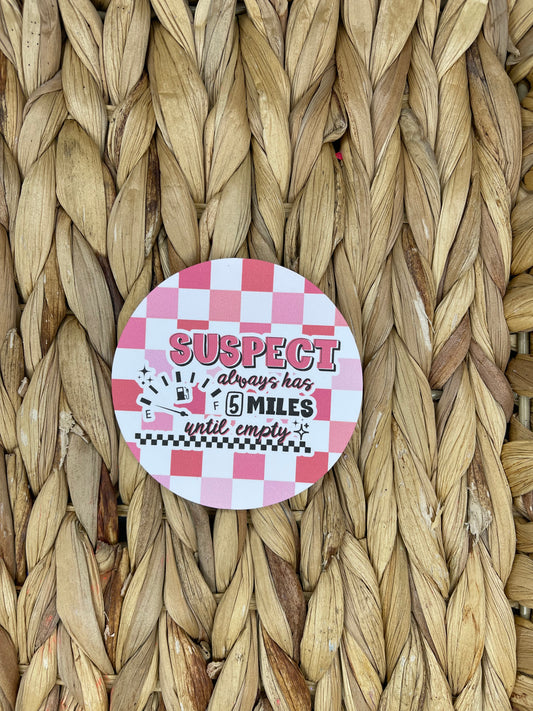 SUSPECT
always has
E F 5 MILES
until empty